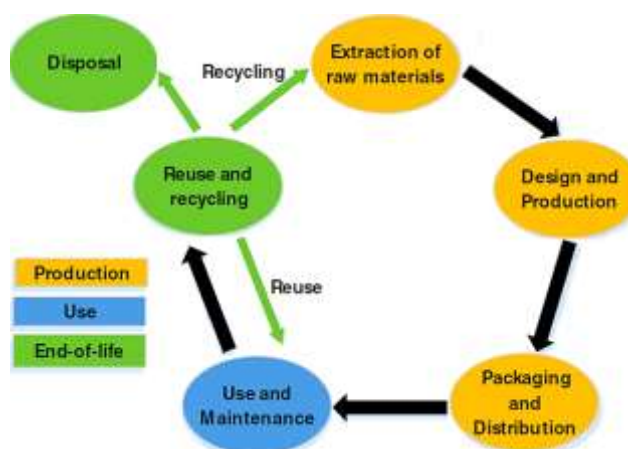 Disposal
Recycling
Extraction of
raw materials
Reuse and
recycling
Design and
Production
Production
Use
End-of-life
Reuse
Use and
Maintenance
Packaging
and
Distribution